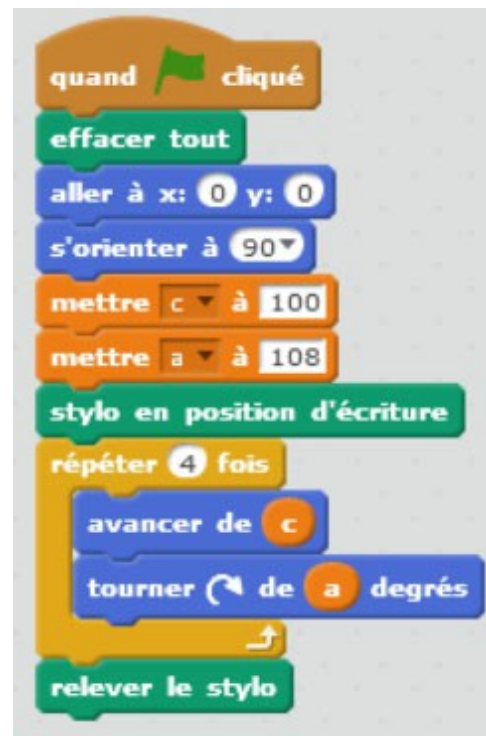 quand cliqué
effacer tout
aller à x: 0 y: 0
s'orienter à 90
mettre c à 100
mettre a à 108
stylo en position d'écriture
répéter 4 fois
avancer de c
tourner de a degrés
relever le stylo